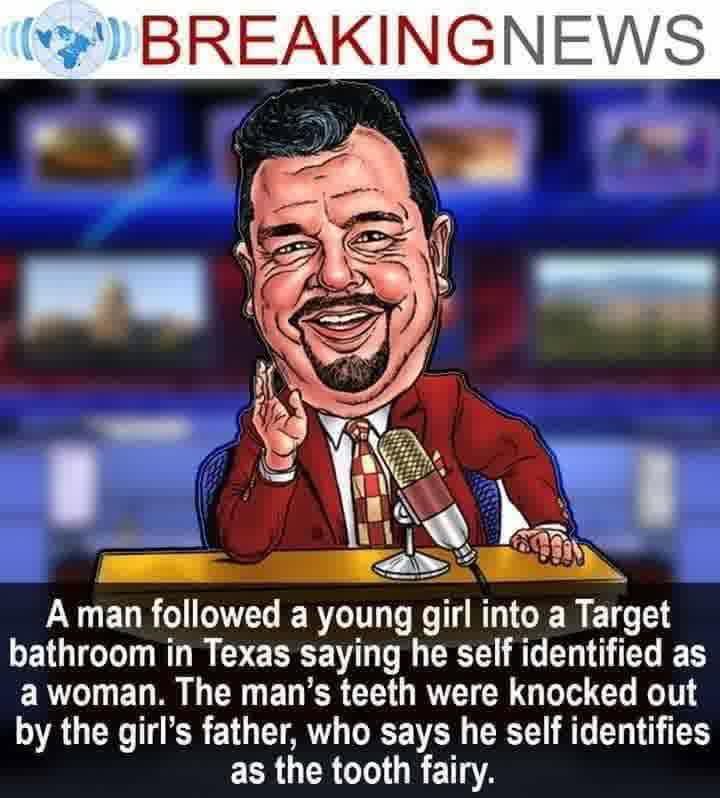 BREAKINGNEWS
A man followed a young girl into a Target
bathroom in Texas saying he self identified as
a woman. The man's teeth were knocked out
by the girl's father, who says he self identifies
as the tooth fairy.